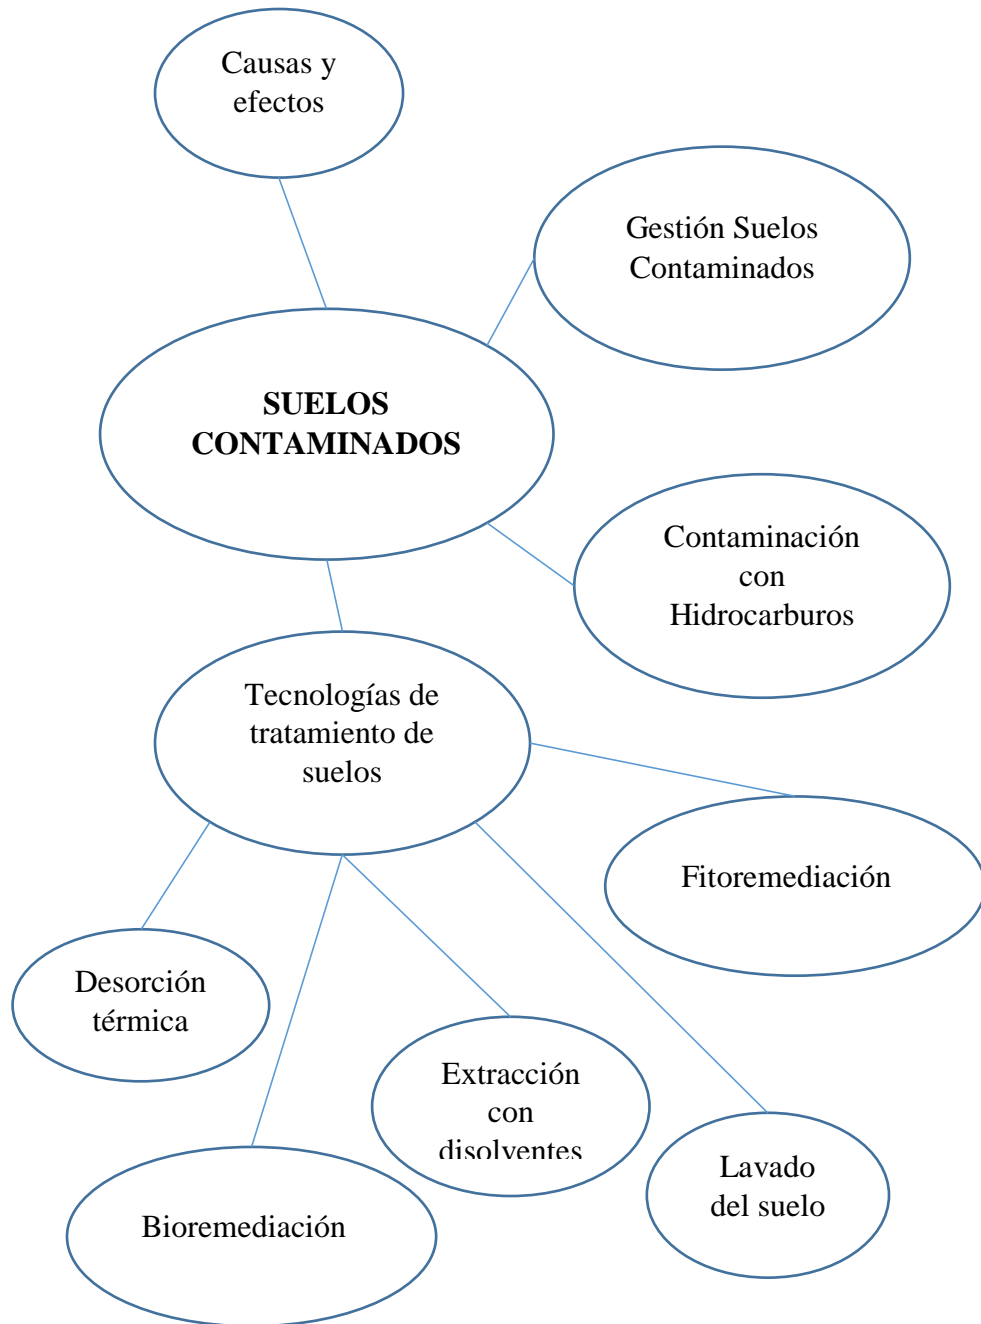 Causas y
efectos
Gestión Suelos
Contaminados
SUELOS
CONTAMINADOS
Contaminación
con
Hidrocarburos
Tecnologías de
tratamiento de
suelos
Fitoremediación
Desorción
térmica
Extracción
con
disolventes
Lavado
del suelo
Bioremediación